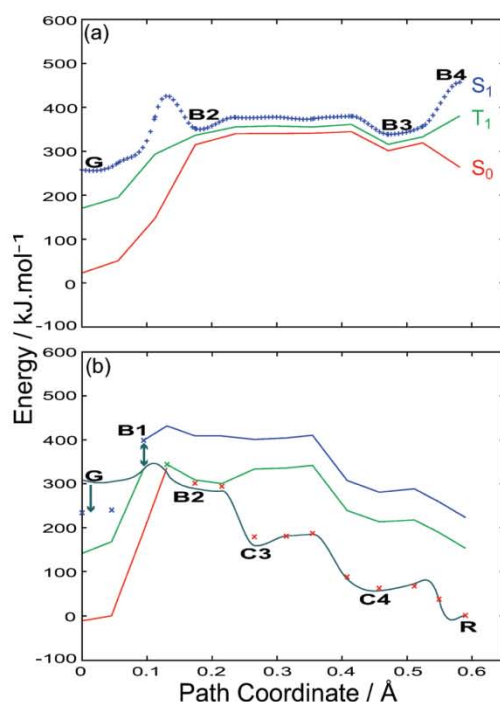 (a)
600
500
400
300
200
100
0
-100
G
B2
B3
B4
S₁
T₁
S₀
Energy / kJ.mol⁻¹
(b)
600
500
400
300
200
100
0
-100
G
B1
B2
C3
C4
R
0 0.1 0.2 0.3 0.4 0.5 0.6
Path Coordinate / Å